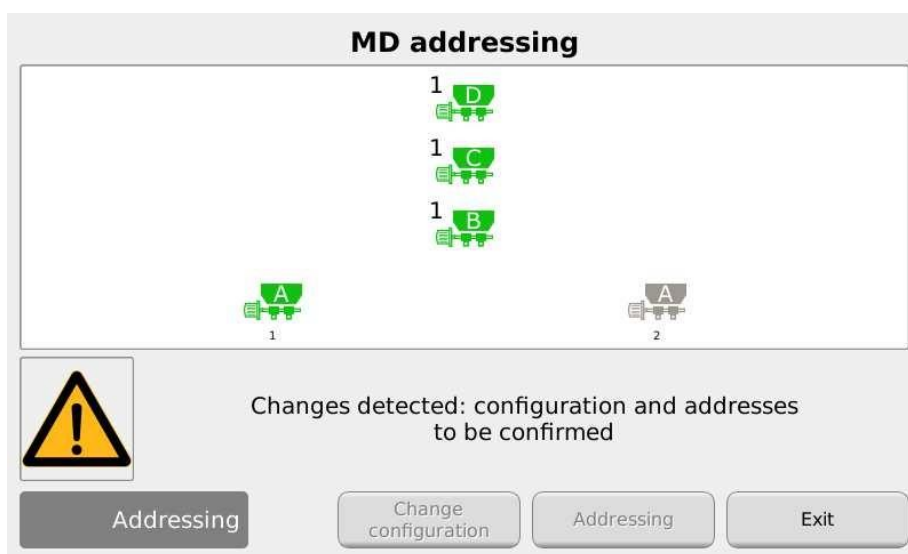 MD addressing
1 D
1 C
1 B
A A
1 2
Changes detected: configuration and addresses
to be confirmed
Addressing
Change
configuration
Addressing
Exit